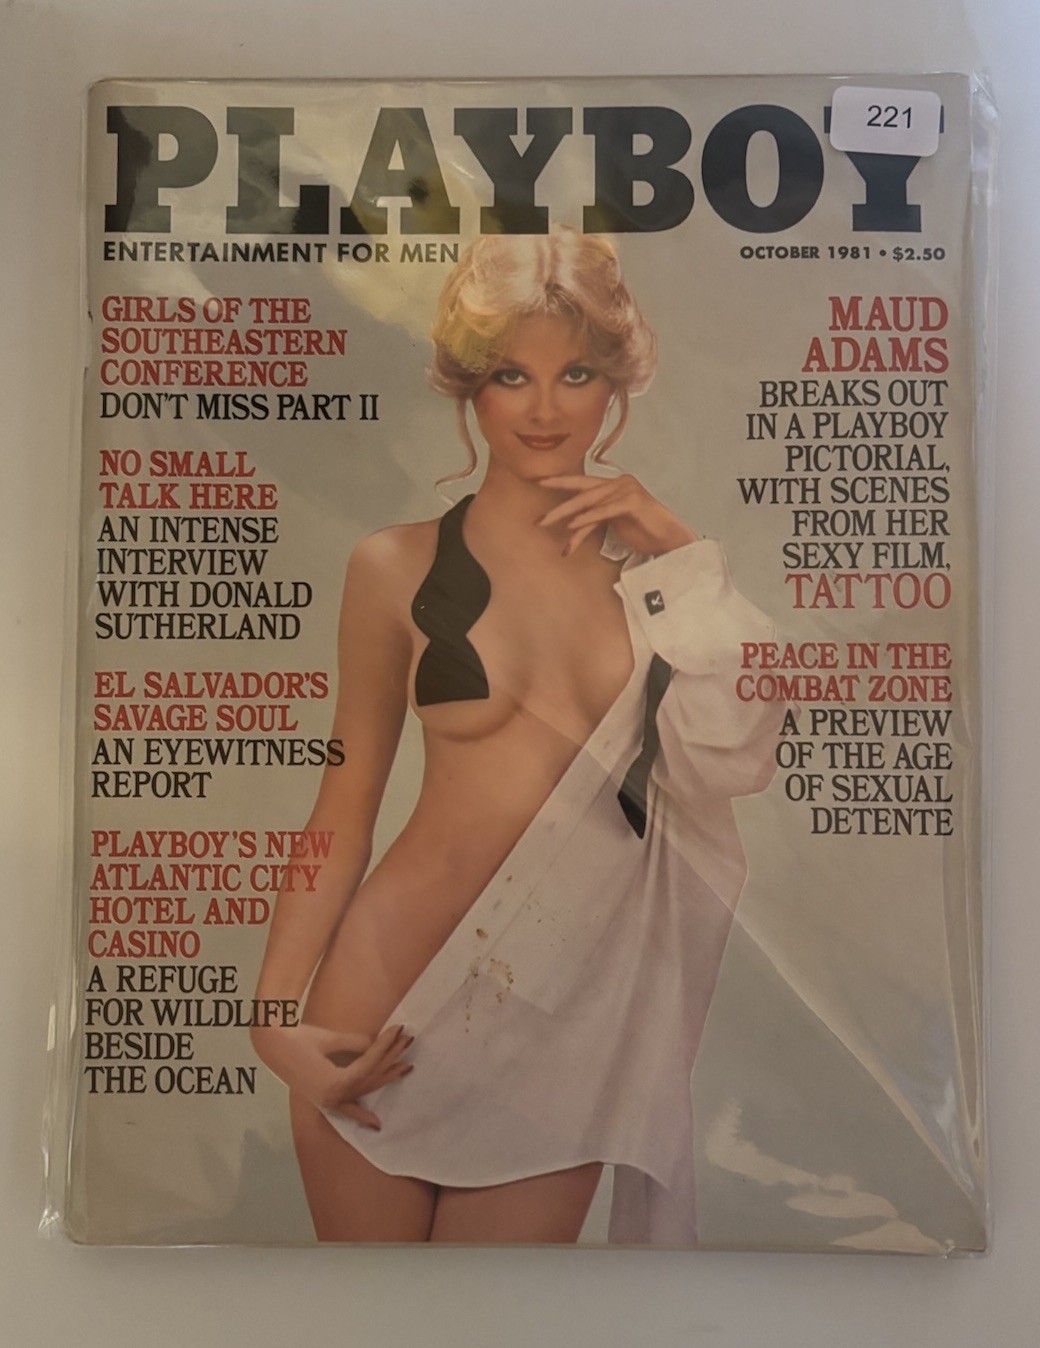 PLAYBOY
221
ENTERTAINMENT FOR MEN
OCTOBER 1981 • $2.50
GIRLS OF THE
SOUTHEASTERN
CONFERENCE
DON'T MISS PART II
NO SMALL
TALK HERE
AN INTENSE
INTERVIEW
WITH DONALD
SUTHERLAND
EL SALVADOR'S
SAVAGE SOUL
AN EYEWITNESS
REPORT
PLAYBOY'S NEW
ATLANTIC CITY
HOTEL AND
CASINO
A REFUGE
FOR WILDLIFE
BESIDE
THE OCEAN
MAUD
ADAMS
BREAKS OUT
IN A PLAYBOY
PICTORIAL,
WITH SCENES
FROM HER
SEXY FILM,
TATTOO
PEACE IN THE
COMBAT ZONE
A PREVIEW
OF THE AGE
OF SEXUAL
DETENTE